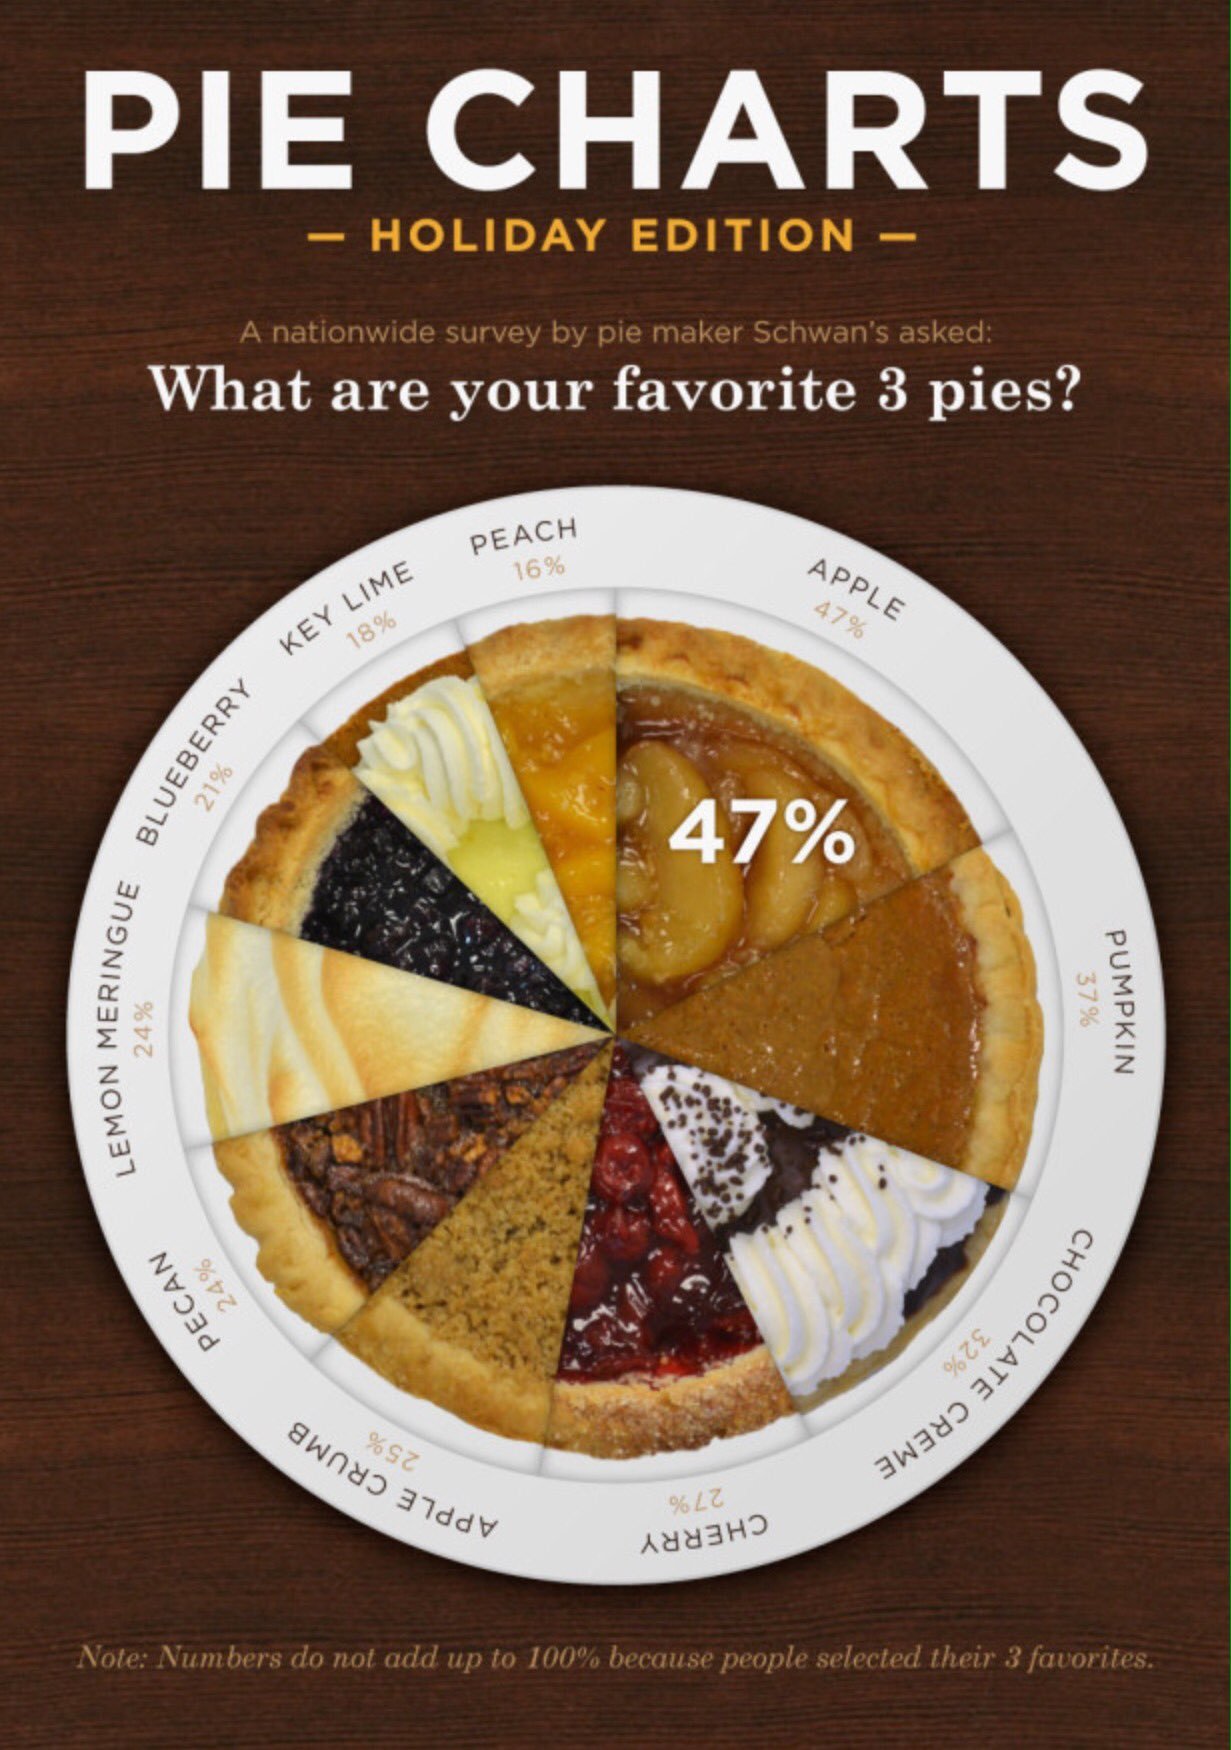 PIE CHARTS
— HOLIDAY EDITION —
A nationwide survey by pie maker Schwan's asked:
What are your favorite 3 pies?
PEACH
16%
APPLE
47%
KEY LIME
18%
BLUEBERRY
21%
47%
LEMON MERINGUE
24%
PUMPKIN
37%
PECAN
24%
CHOCOLATE CREME
32%
APPLE CRUMB
25%
CHERRY
27%
Note: Numbers do not add up to 100% because people selected their 3 favorites.